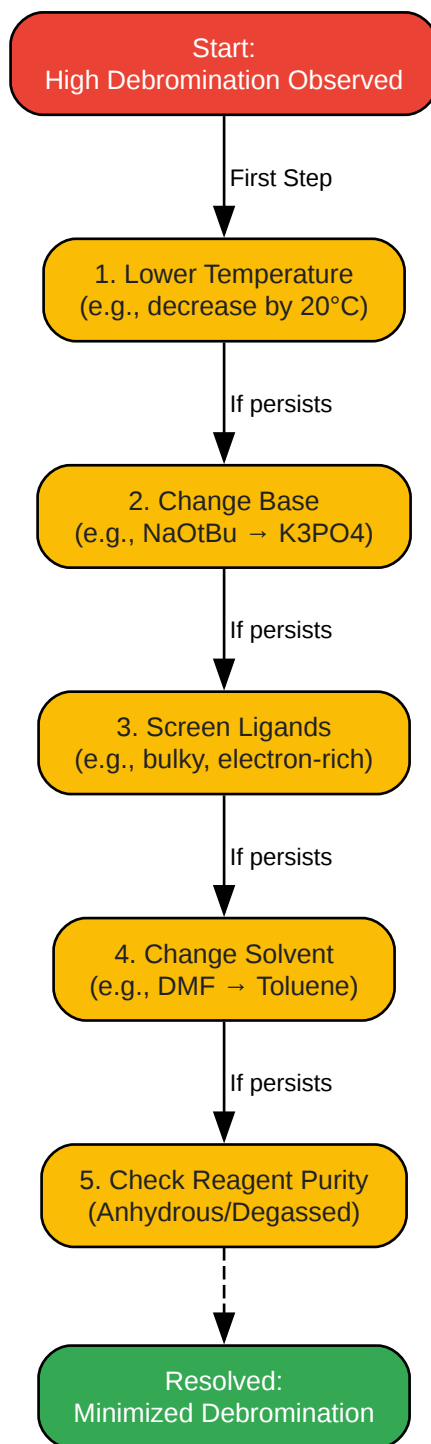 Start:
High Debromination Observed
First Step
1. Lower Temperature
(e.g., decrease by 20°C)
If persists
2. Change Base
(e.g., NaOtBu → K3PO4)
If persists
3. Screen Ligands
(e.g., bulky, electron-rich)
If persists
4. Change Solvent
(e.g., DMF → Toluene)
If persists
5. Check Reagent Purity
(Anhydrous/Degassed)
Resolved:
Minimized Debromination